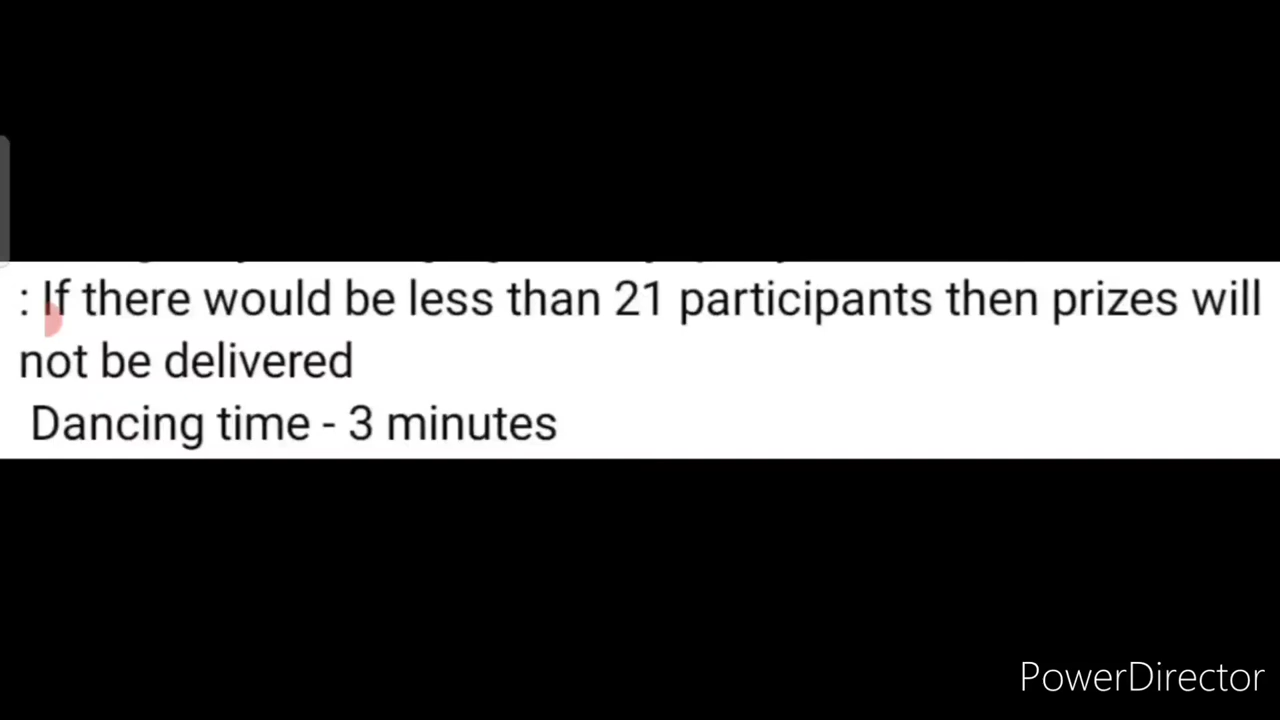 : If there would be less than 21 participants then prizes will
not be delivered
Dancing time - 3 minutes
PowerDirector